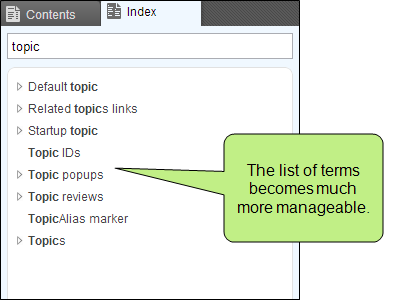 Contents
Index
topic
Default topic
Related topics links
Startup topic
Topic IDs
Topic popups
Topic reviews
TopicAlias marker
Topics
The list of terms
becomes much
more manageable.